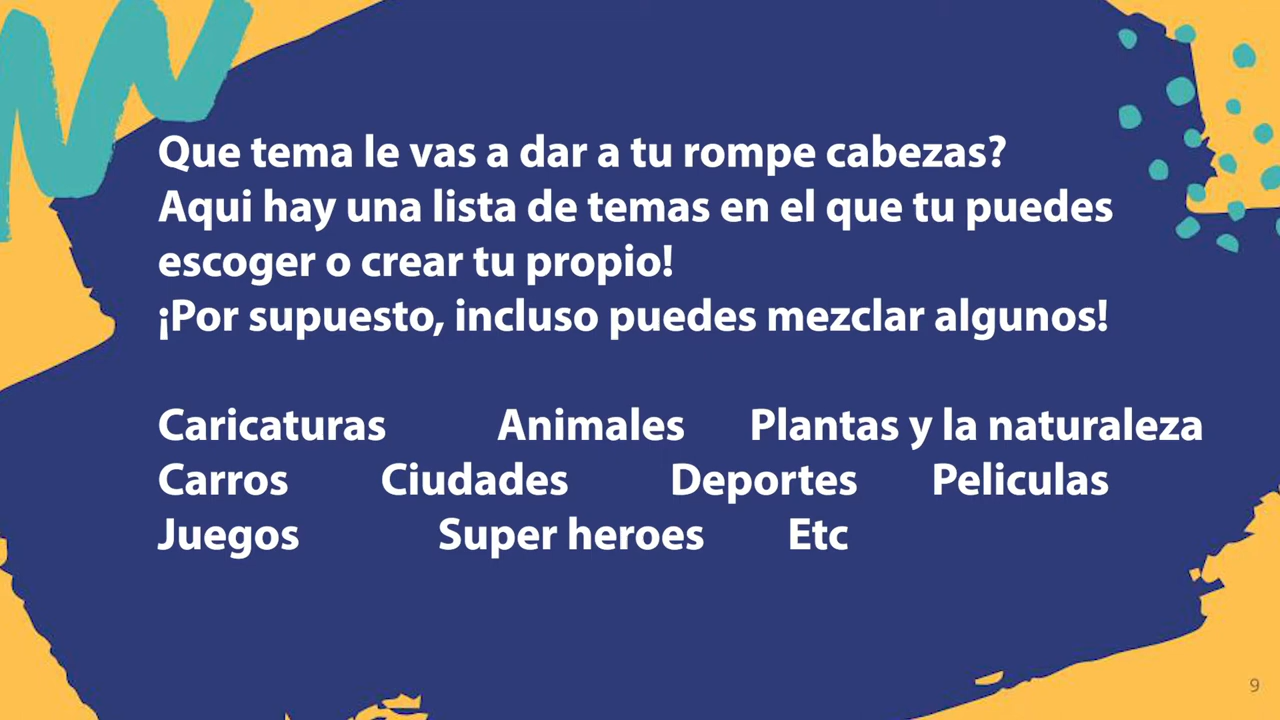 Que tema le vas a dar a tu rompe cabezas?
Aqui hay una lista de temas en el que tu puedes
escoger o crear tu propio!
¡Por supuesto, incluso puedes mezclar algunos!
Caricaturas Animales Plantas y la naturaleza
Carros Ciudades Deportes Peliculas
Juegos Super heroes Etc
9